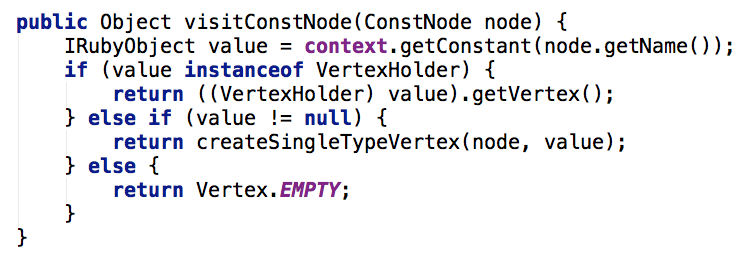 public Object visitConstNode(ConstNode node) {
    IRubyObject value = context.getConstant(node.getName());
    if (value instanceof VertexHolder) {
        return ((VertexHolder) value).getVertex();
    } else if (value != null) {
        return createSingleTypeVertex(node, value);
    } else {
        return Vertex.EMPTY;
    }
}